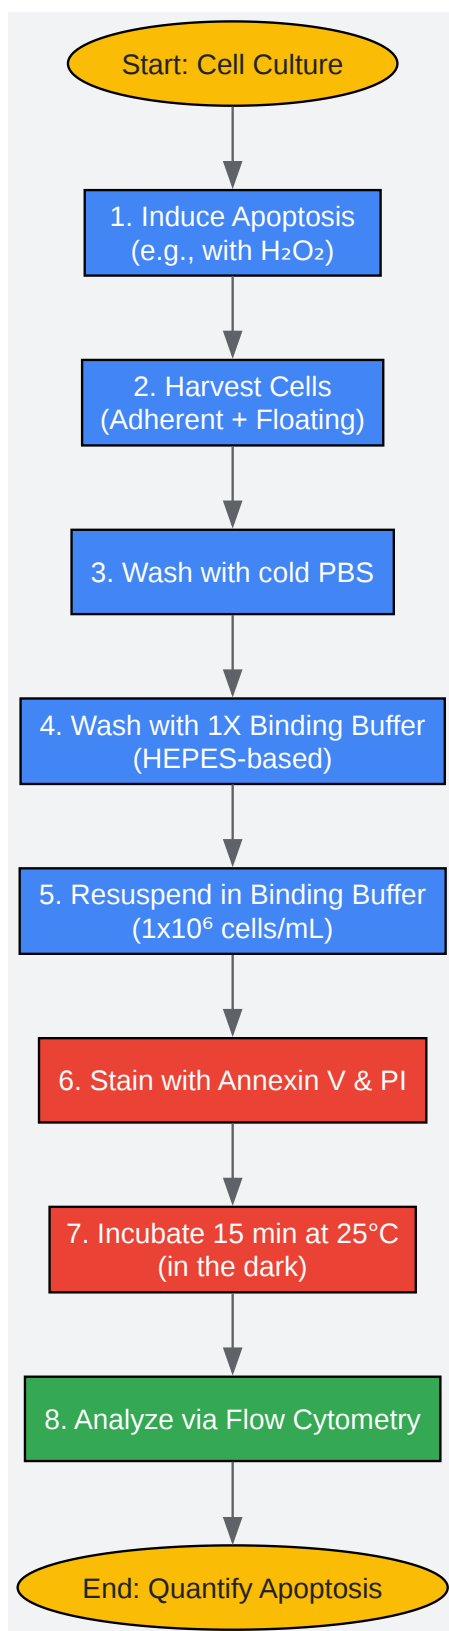 Start: Cell Culture
1. Induce Apoptosis
(e.g., with H₂O₂)
2. Harvest Cells
(Adherent + Floating)
3. Wash with cold PBS
4. Wash with 1X Binding Buffer
(HEPES-based)
5. Resuspend in Binding Buffer
(1x10⁶ cells/mL)
6. Stain with Annexin V & PI
7. Incubate 15 min at 25°C
(in the dark)
8. Analyze via Flow Cytometry
End: Quantify Apoptosis